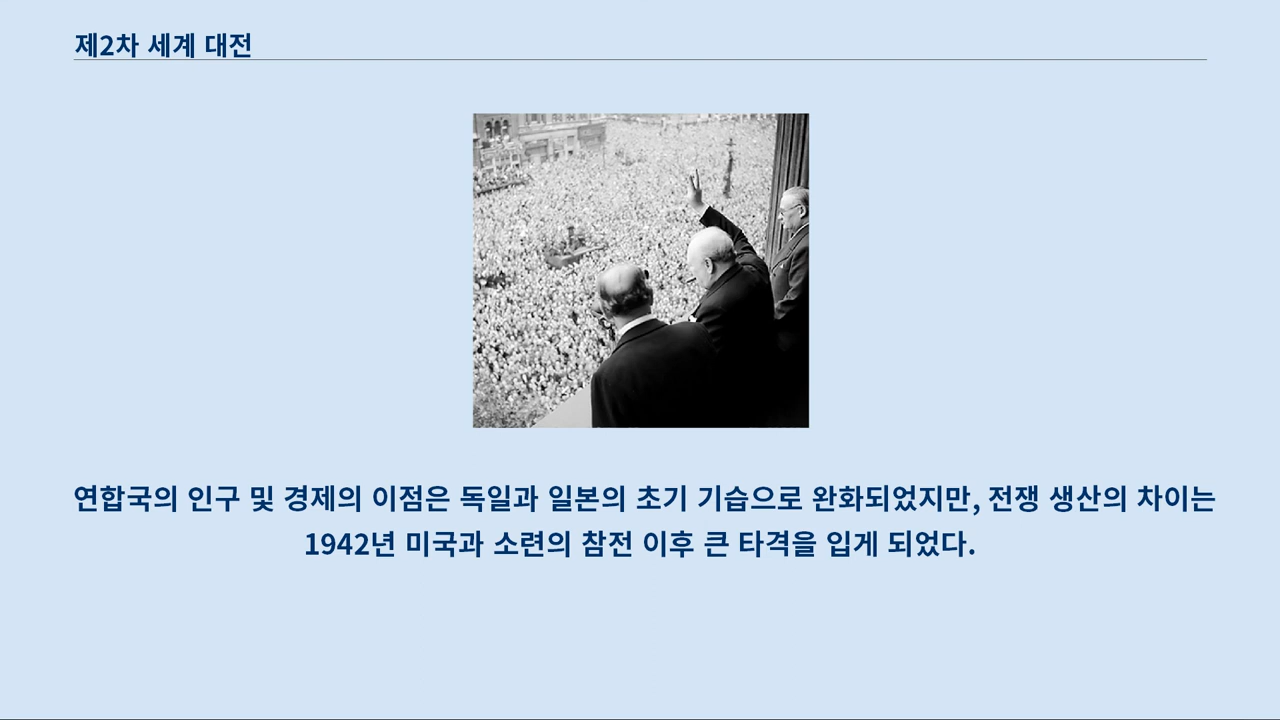 제2차 세계 대전
연합국의 인구 및 경제의 이점은 독일과 일본의 초기 기습으로 완화되었지만, 전쟁 생산의 차이는
1942년 미국과 소련의 참전 이후 큰 타격을 입게 되었다.